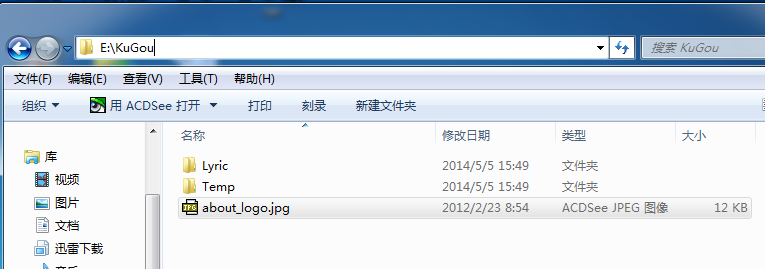 E:\KuGou
搜索 KuGou
文件(F) 编辑(E) 查看(V) 工具(T) 帮助(H)
组织 用 ACDSee 打开 打印 刻录 新建文件夹
名称 修改日期 类型 大小
库
视频
图片
文档
迅雷下载
Lyric 2014/5/5 15:49 文件夹
Temp 2014/5/5 15:49 文件夹
about_logo.jpg 2012/2/23 8:54 ACDSee JPEG 图像 12 KB